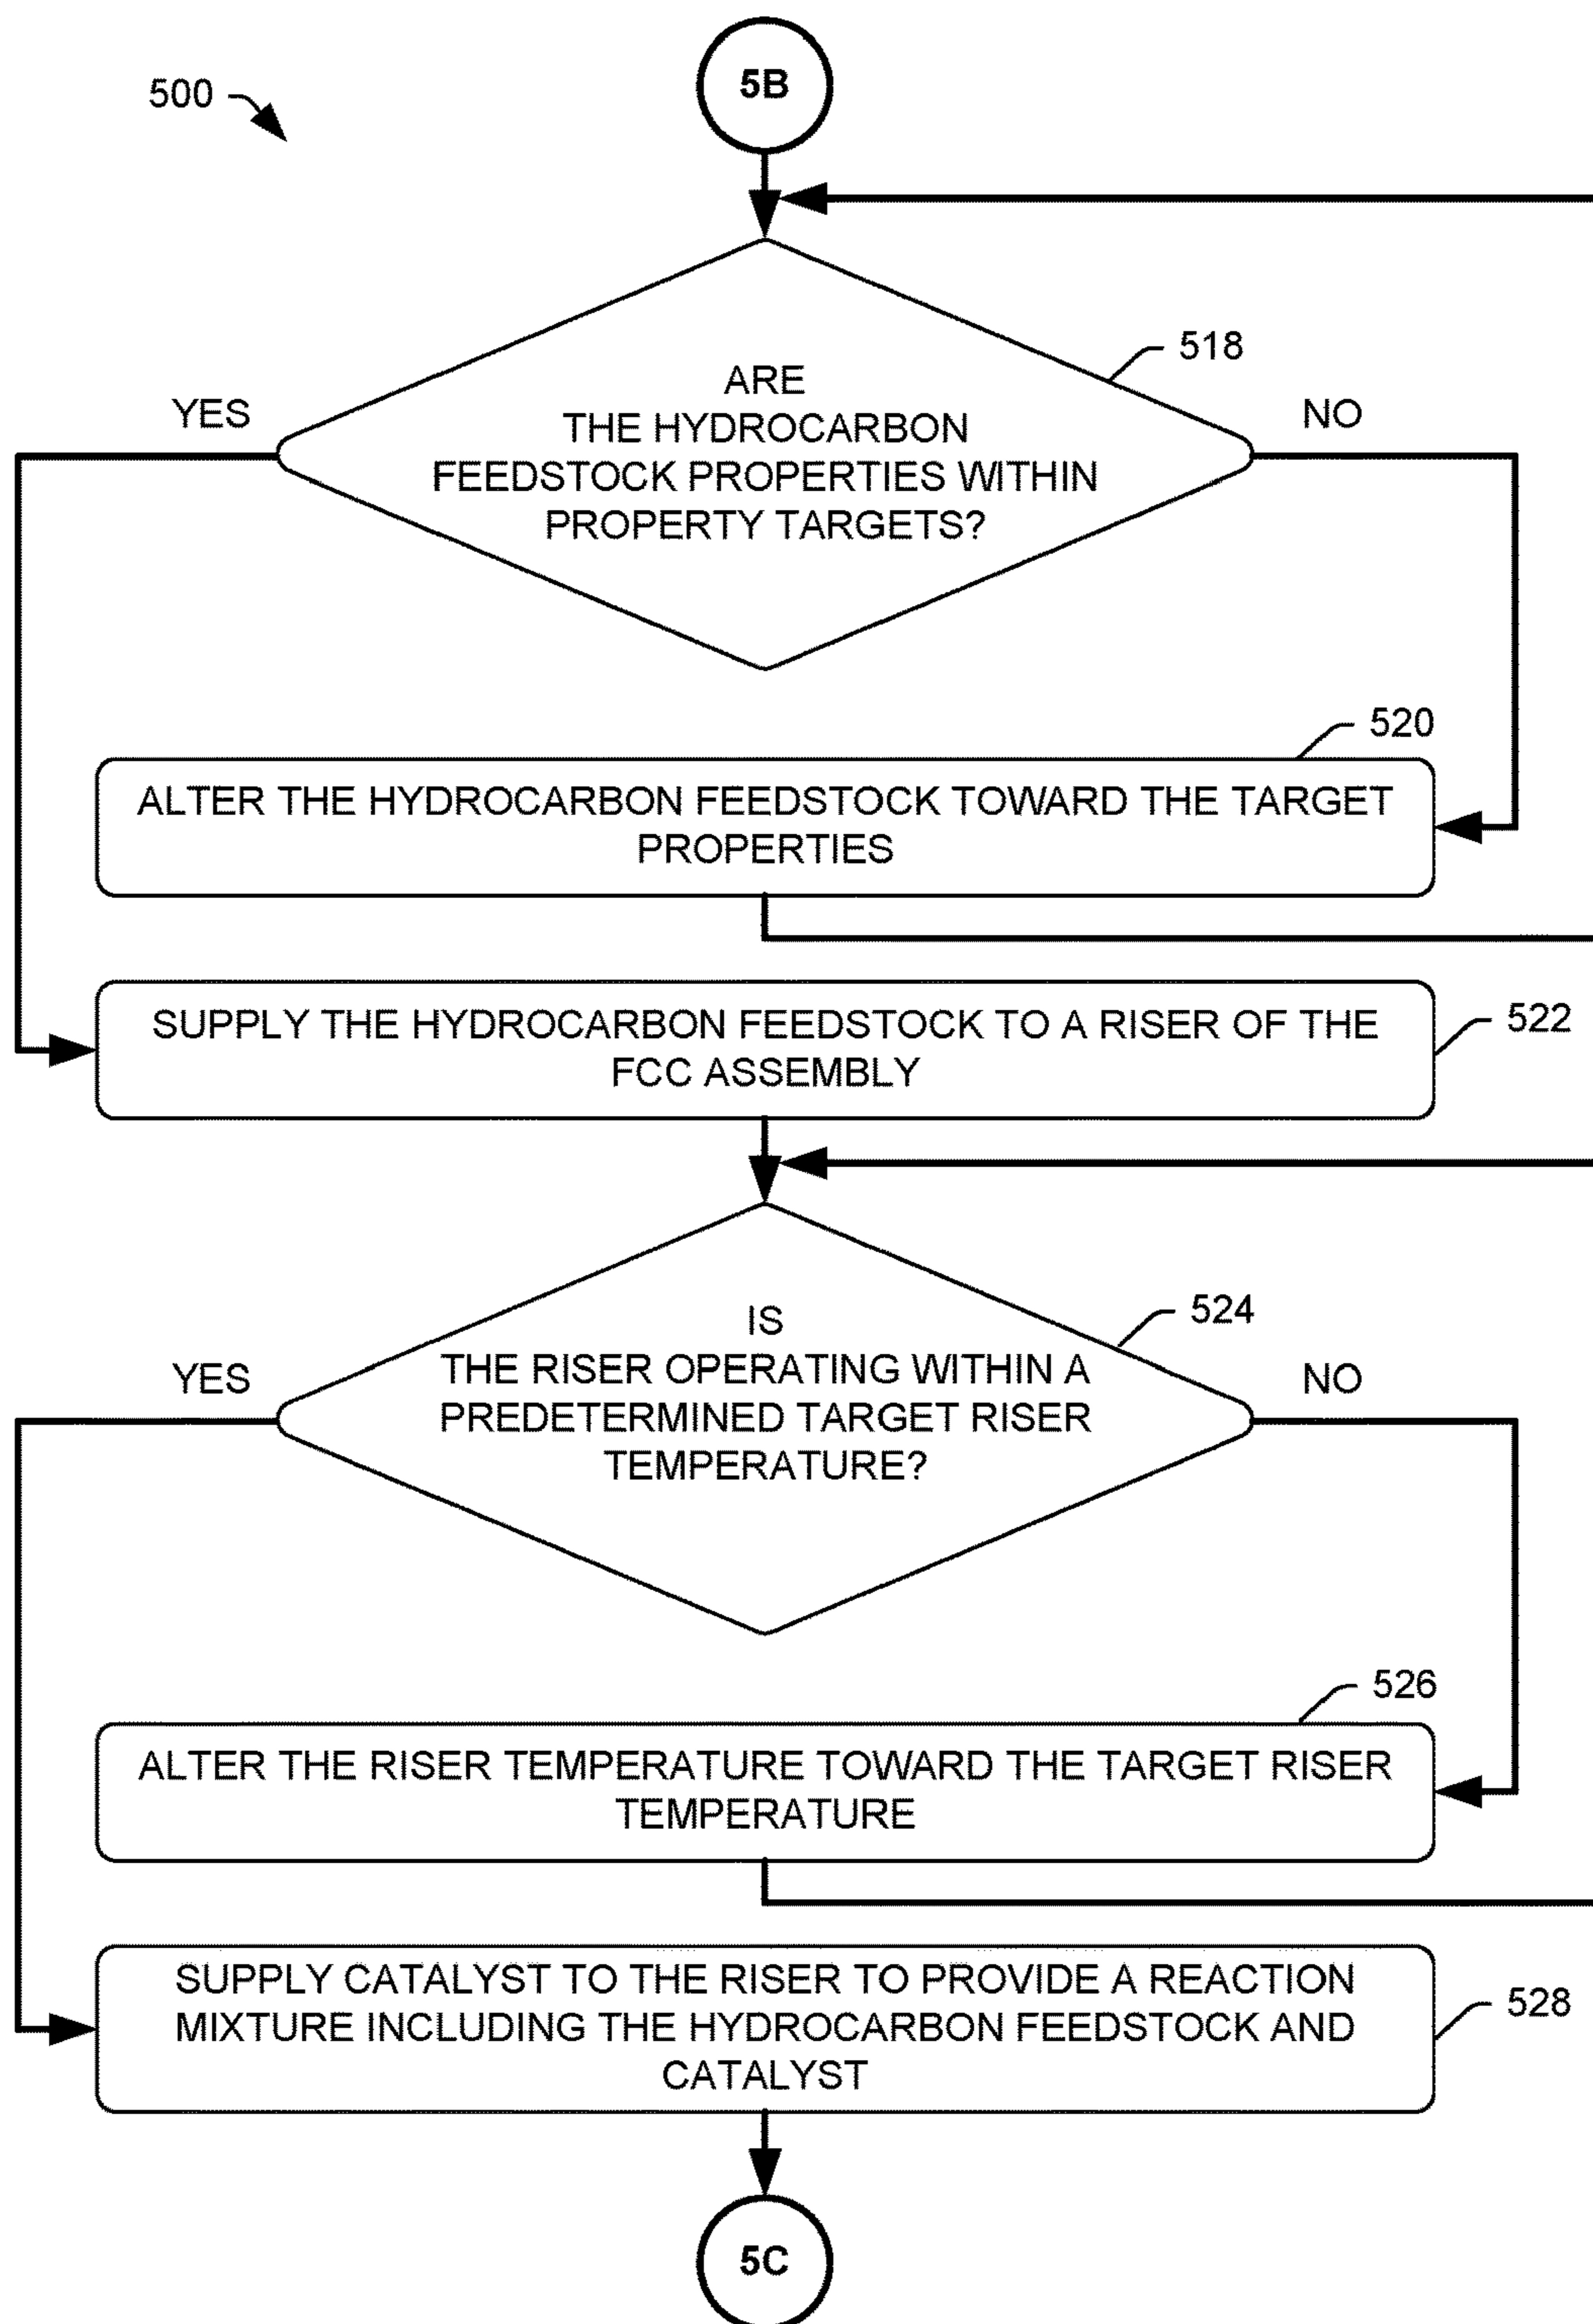 5B
500
518
ARE
THE HYDROCARBON
FEEDSTOCK PROPERTIES WITHIN
PROPERTY TARGETS?
YES
NO
520
ALTER THE HYDROCARBON FEEDSTOCK TOWARD THE TARGET
PROPERTIES
SUPPLY THE HYDROCARBON FEEDSTOCK TO A RISER OF THE
FCC ASSEMBLY
522
524
IS
THE RISER OPERATING WITHIN A
PREDETERMINED TARGET RISER
TEMPERATURE?
YES
NO
526
ALTER THE RISER TEMPERATURE TOWARD THE TARGET RISER
TEMPERATURE
SUPPLY CATALYST TO THE RISER TO PROVIDE A REACTION
MIXTURE INCLUDING THE HYDROCARBON FEEDSTOCK AND
CATALYST
528
5C